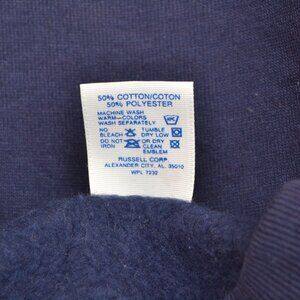 50% COTTON/COTON
50% POLYESTER
MACHINE WASH
WARM-COLORS
WASH SEPARATELY
NO BLEACH TUMBLE DRY LOW
DO NOT IRON OR DRY CLEAN EMBLEM
RUSSELL CORP
ALEXANDER CITY, AL. 35010
WPL 7232